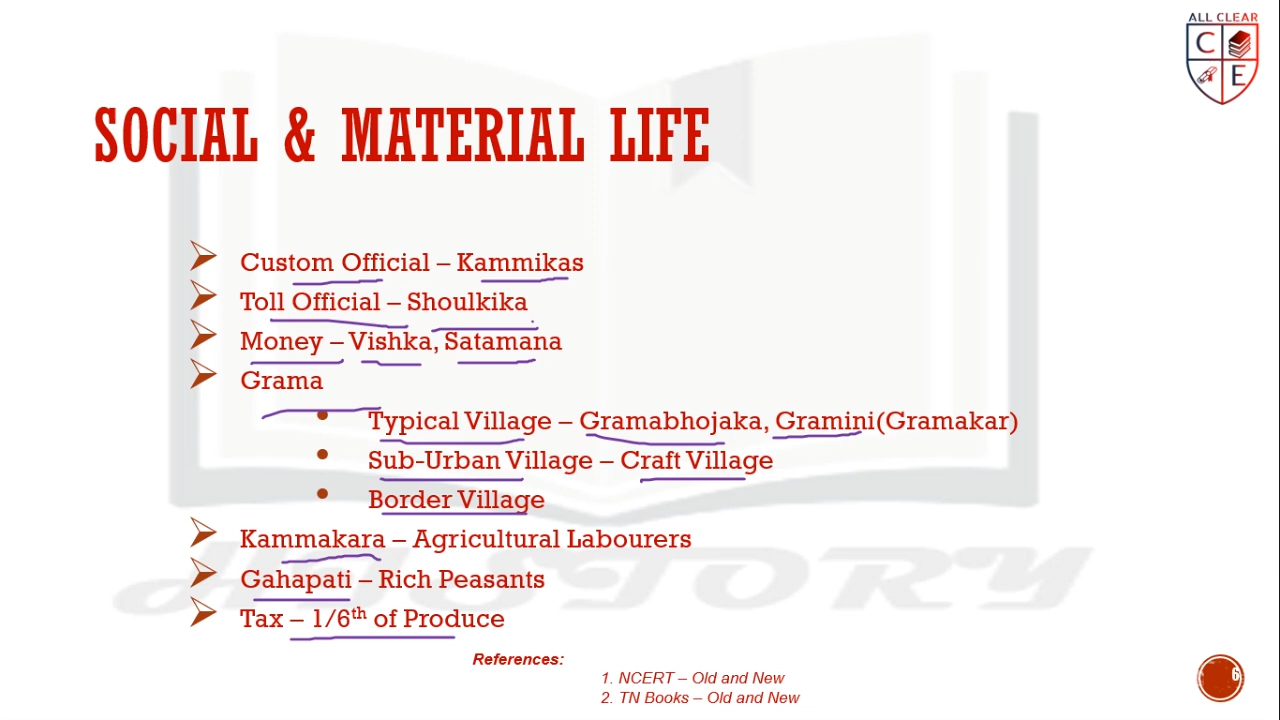 ALL CLEAR
C
E
SOCIAL & MATERIAL LIFE
Custom Official – Kammikas
Toll Official – Shoulkika
Money – Vishka, Satamana
Grama
Typical Village – Gramabhojaka, Gramini(Gramakar)
Sub-Urban Village – Craft Village
Border Village
Kammakara – Agricultural Labourers
Gahapati – Rich Peasants
Tax – 1/6th of Produce
HISTORY
References:
1. NCERT – Old and New
2. TN Books – Old and New
6